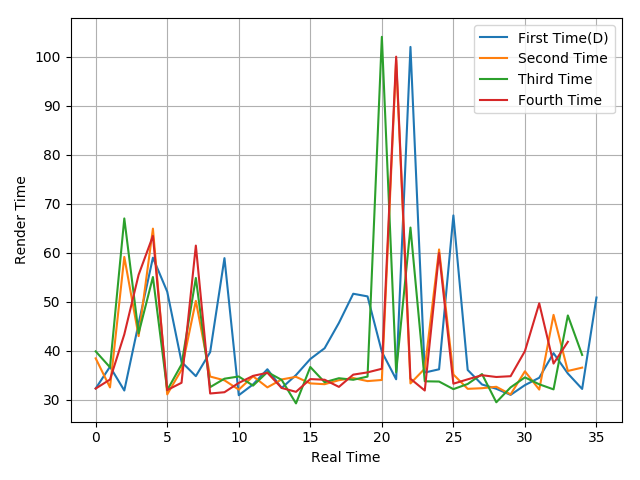 First Time(D)
Second Time
Third Time
Fourth Time
100
90
80
70
60
50
40
30
Render Time
0 5 10 15 20 25 30 35
Real Time